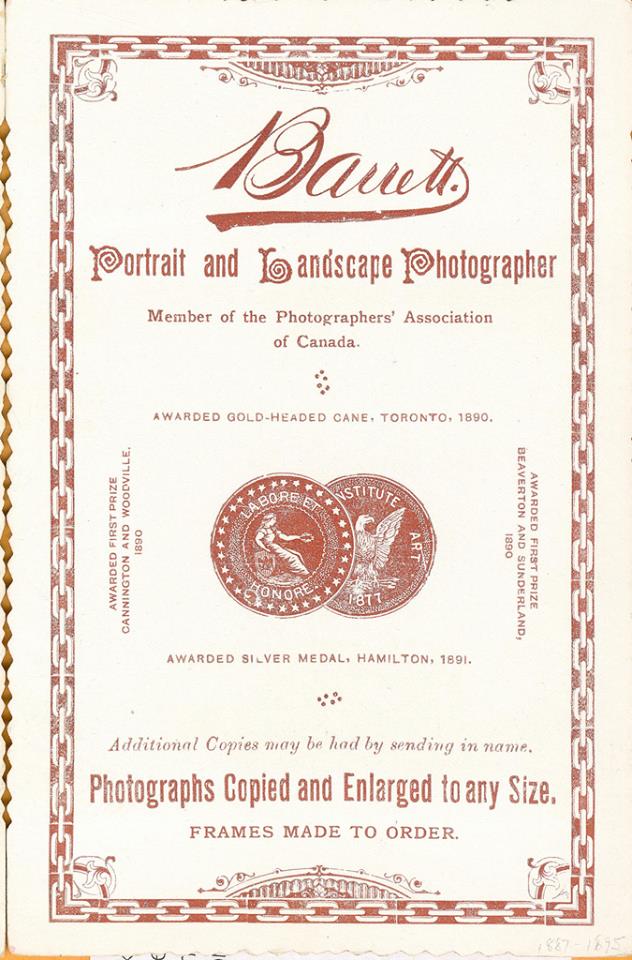 Barrett.
Portrait and Landscape Photographer
Member of the Photographers' Association
of Canada.
AWARDED GOLD-HEADED CANE, TORONTO, 1890.
AWARDED FIRST PRIZE
CANNINGTON AND WOODVILLE,
1890
LABORE ET
HONORE
INSTITUTE
ART
1877
AWARDED FIRST PRIZE
BEAVERTON AND SUNDERLAND,
1890
AWARDED SILVER MEDAL, HAMILTON, 1891.
Additional Copies may be had by sending in name.
Photographs Copied and Enlarged to any Size.
FRAMES MADE TO ORDER.
1887-1895